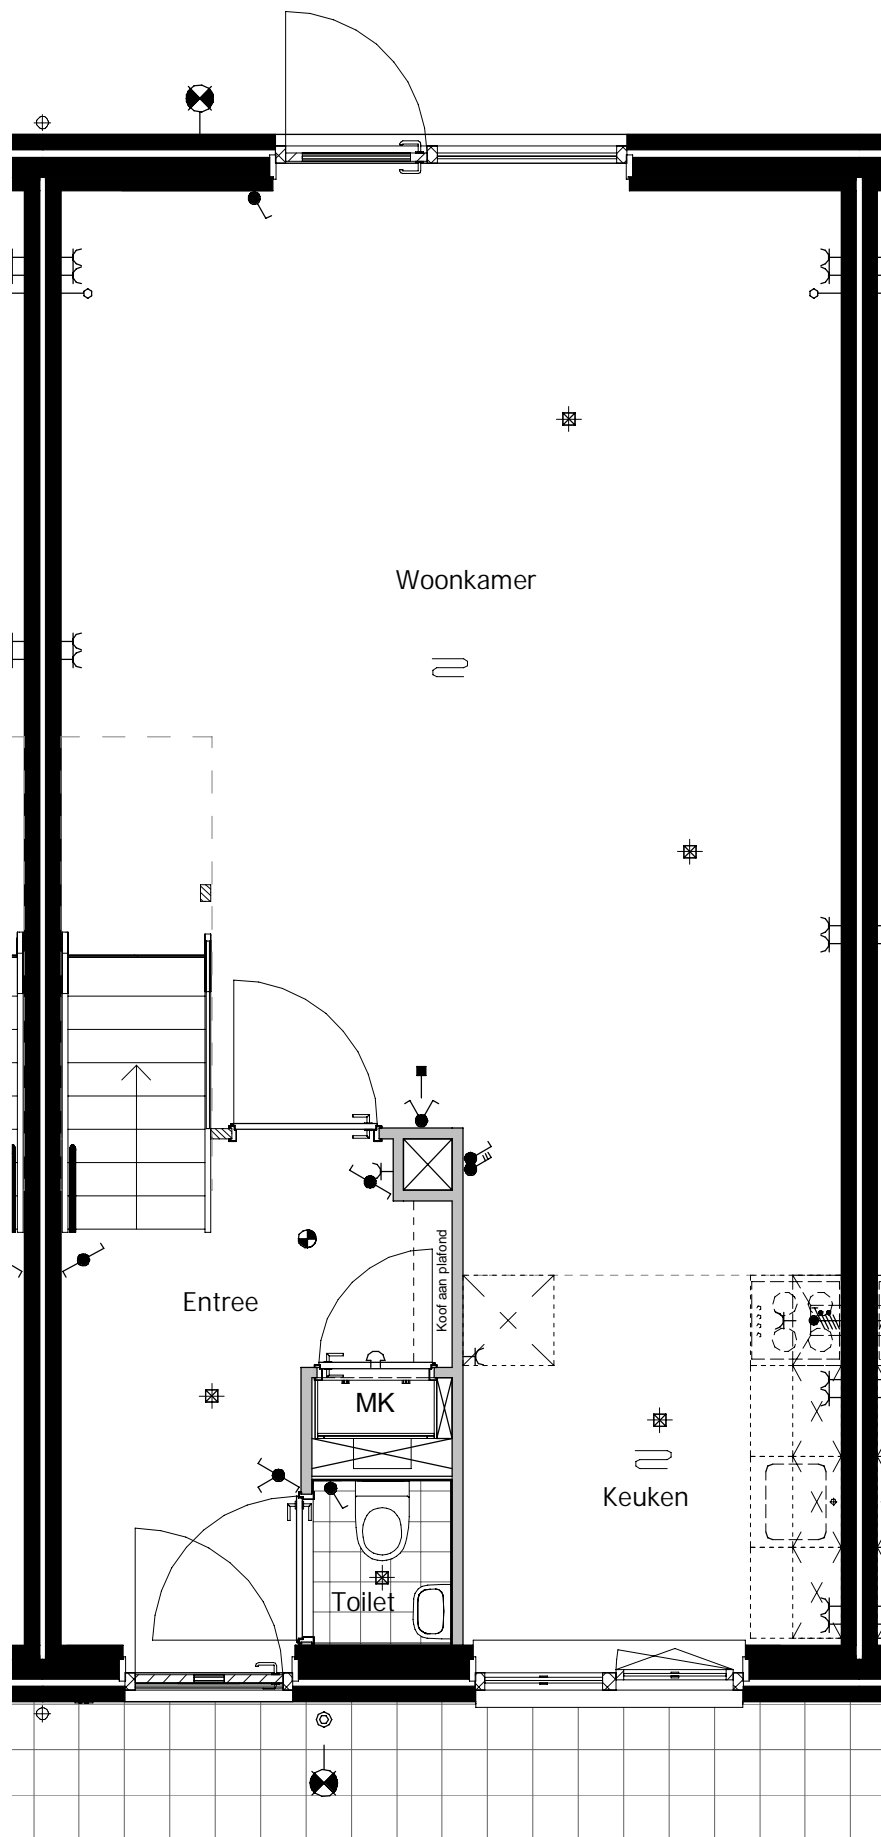 Woonkamer
Koof aan plafond
Entree
MK
Keuken
Toilet